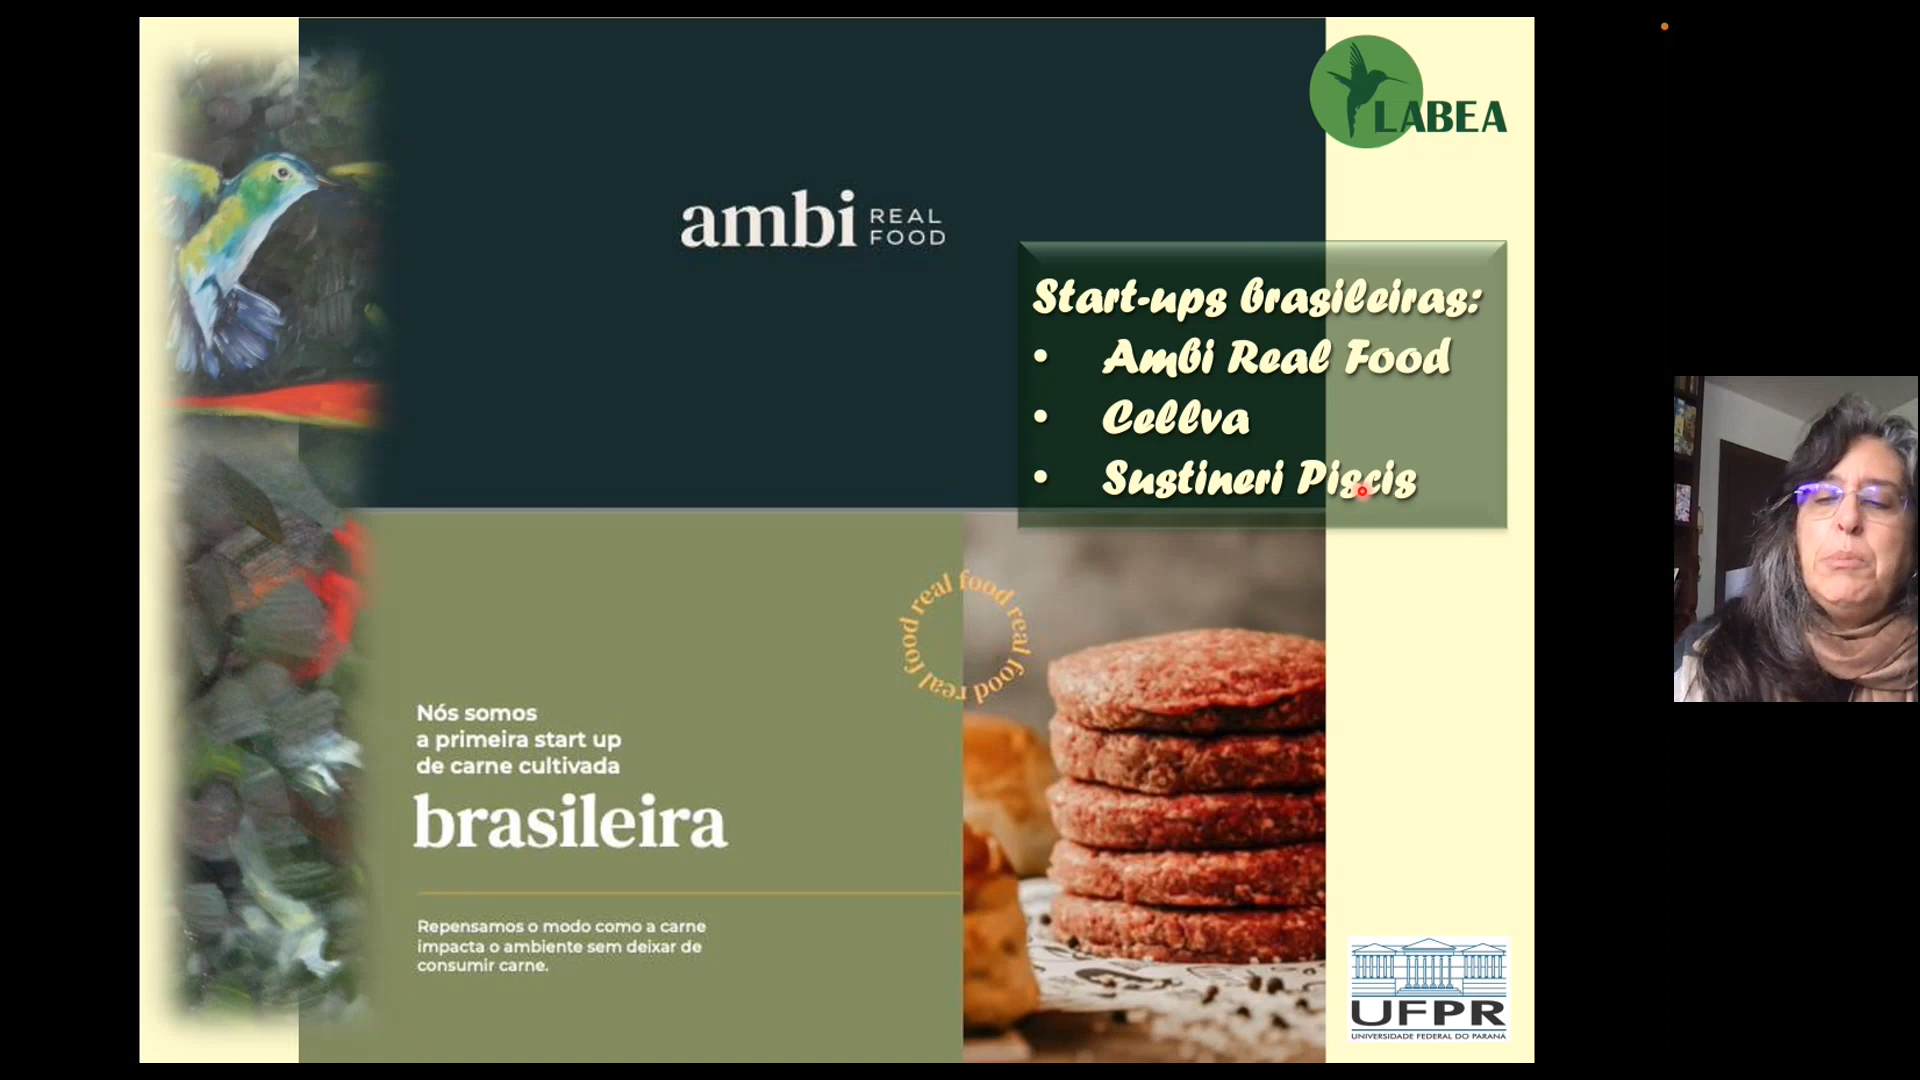 LABEA
ambi REAL FOOD
Start-ups brasileiras:
• Ambi Real Food
• Cellva
• Sustineri Piscis
real food real food real food
Nós somos
a primeira start up
de carne cultivada
brasileira
Repensamos o modo como a carne
impacta o ambiente sem deixar de
consumir carne.
UFPR
UNIVERSIDADE FEDERAL DO PARANÁ